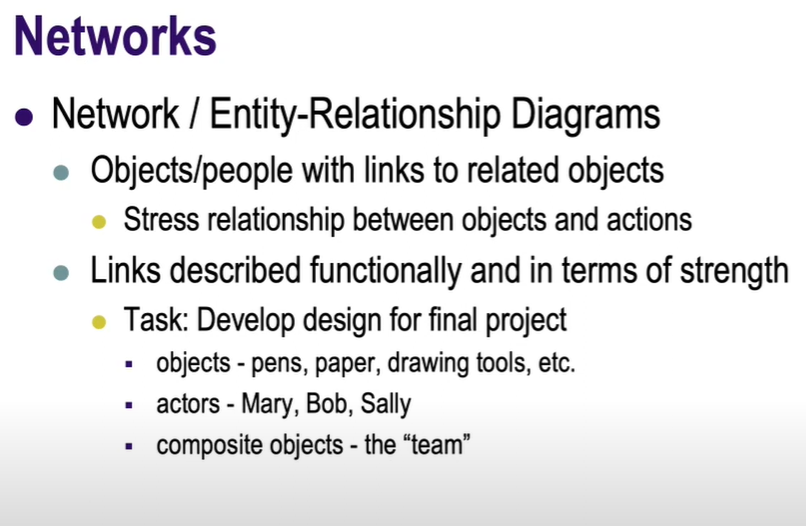 Networks
Network / Entity-Relationship Diagrams
Objects/people with links to related objects
Stress relationship between objects and actions
Links described functionally and in terms of strength
Task: Develop design for final project
objects - pens, paper, drawing tools, etc.
actors - Mary, Bob, Sally
composite objects - the “team”